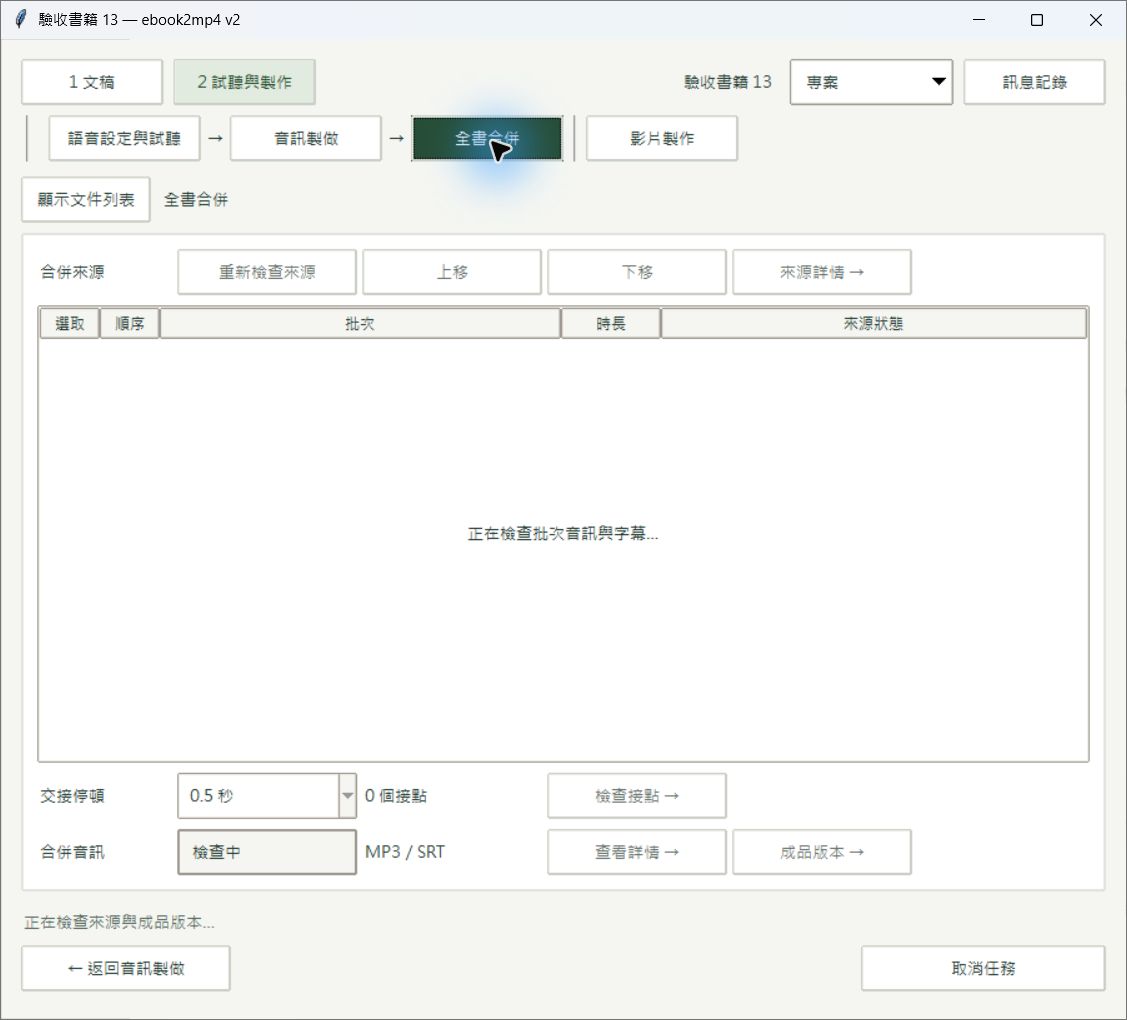 驗收書籍 13 — ebook2mp4 v2
1 文稿 2 試聽與製作 驗收書籍 13 專案 訊息記錄
語音設定與試聽 → 音訊製做 → 全書合併 影片製作
顯示文件列表 全書合併
合併來源 重新檢查來源 上移 下移 來源詳情 →
選取 順序 批次 時長 來源狀態
正在檢查批次音訊與字幕...
交接停頓 0.5 秒 0 個接點 檢查接點 →
合併音訊 檢查中 MP3 / SRT 查看詳情 → 成品版本 →
正在檢查來源與成品版本...
← 返回音訊製做 取消任務